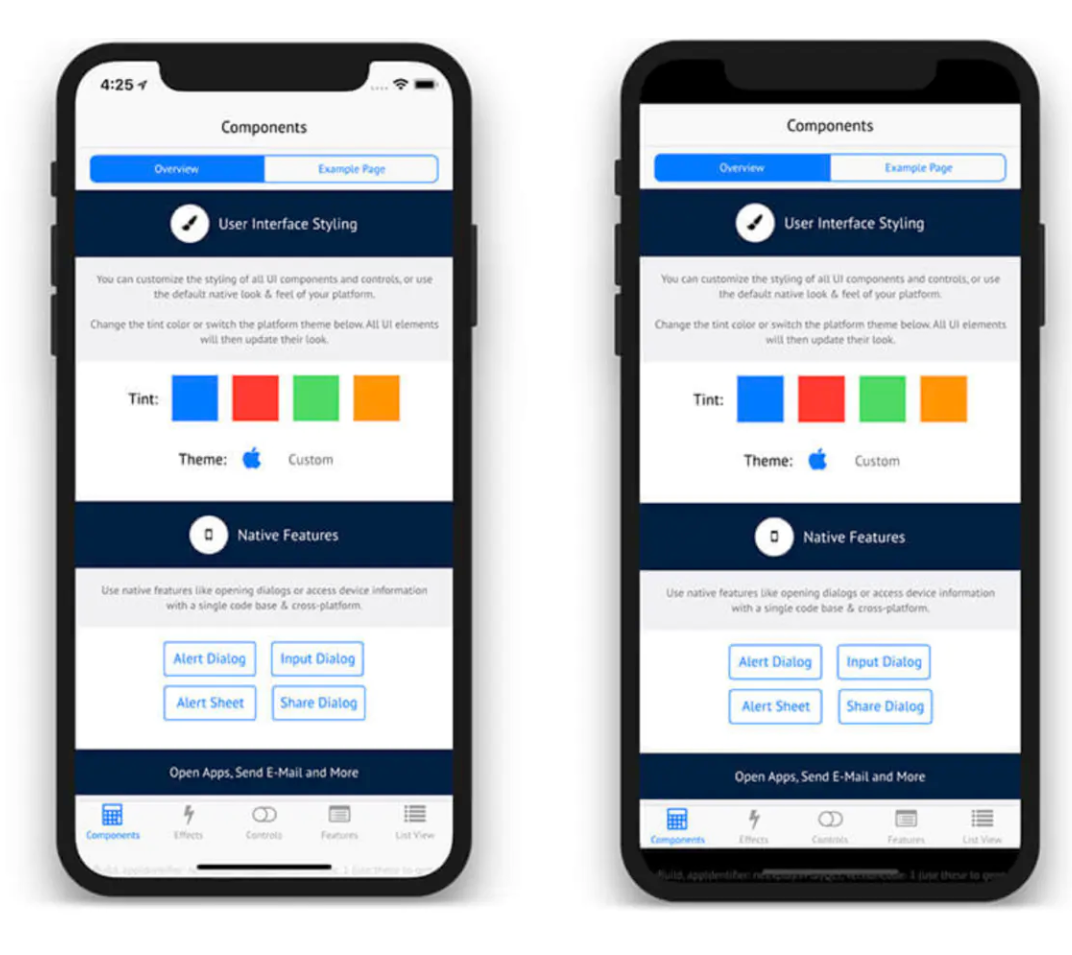 4:25
Components
Overview
Example Page
User Interface Styling
You can customize the styling of all UI components and controls, or use
the default native look & feel of your platform.
Change the tint color or switch the platform theme below. All UI elements
will then update their look.
Tint:
Theme:
Custom
Native Features
Use native features like opening dialogs or access device information
with a single code base & cross-platform.
Alert Dialog
Input Dialog
Alert Sheet
Share Dialog
Open Apps, Send E-Mail and More
Components
Effects
Controls
Features
List View
Components
Overview
Example Page
User Interface Styling
You can customize the styling of all UI components and controls, or use
the default native look & feel of your platform.
Change the tint color or switch the platform theme below. All UI elements
will then update their look.
Tint:
Theme:
Custom
Native Features
Use native features like opening dialogs or access device information
with a single code base & cross-platform.
Alert Dialog
Input Dialog
Alert Sheet
Share Dialog
Open Apps, Send E-Mail and More
Components
Effects
Controls
Features
List View